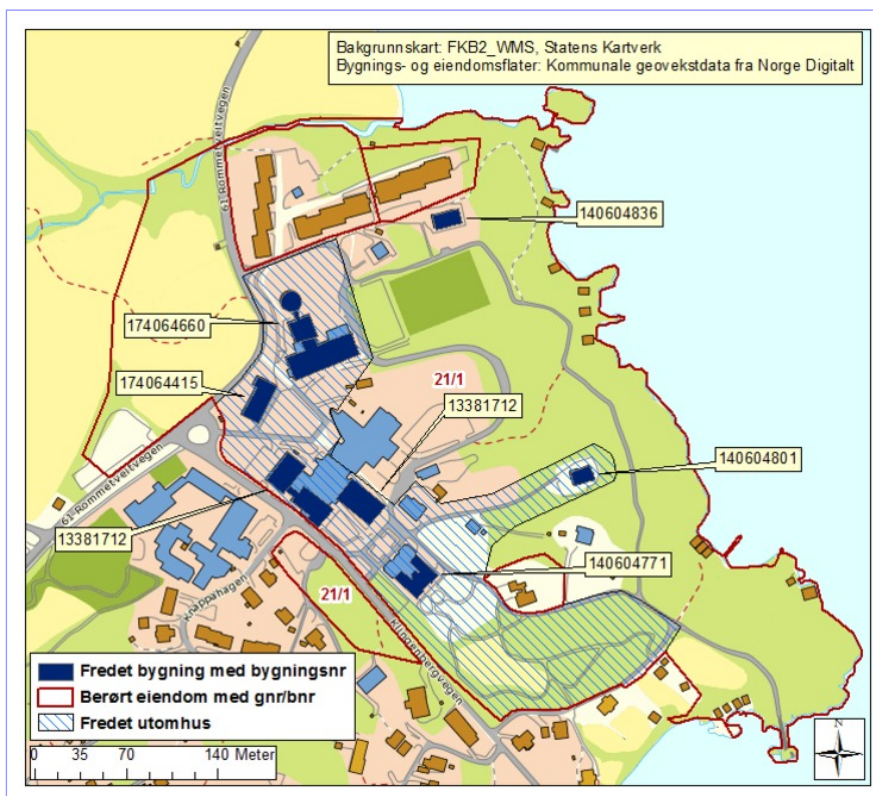 Bakgrunnskart: FKB2_WMS, Statens Kartverk
Bygnings- og eiendomsflater: Kommunale geovekstdata fra Norge Digitalt
61 Rommetveitvegen
140604836
174064660
174064415
21/1
13381712
140604801
61 Rommetveitvegen
13381712
140604771
Knappahagen
21/1
Klingenbergvegen
Fredet bygning med bygningsnr
Berørt eiendom med gnr/bnr
Fredet utomhus
0 35 70 140 Meter
N